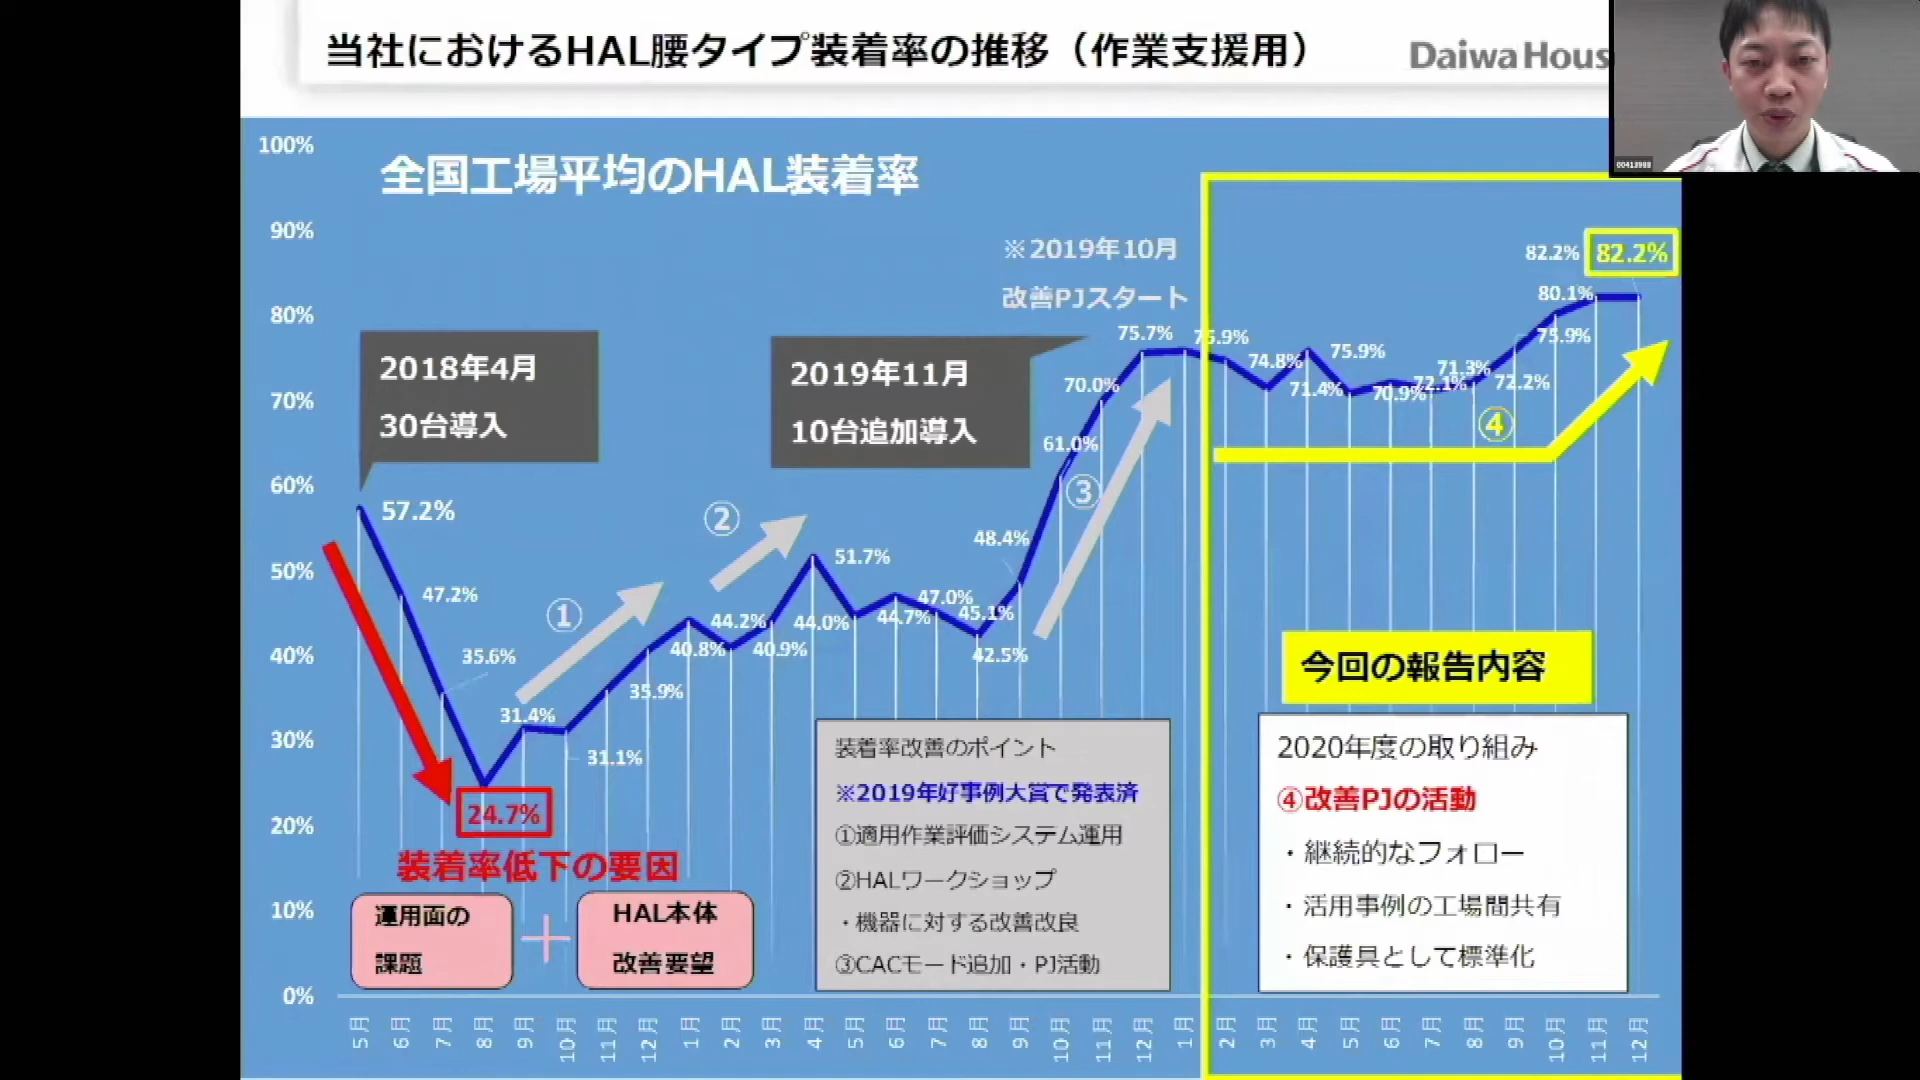 当社におけるHAL腰タイプ装着率の推移（作業支援用）
Daiwa Hous
00413989
全国工場平均のHAL装着率
100%
90%
80%
70%
60%
50%
40%
30%
20%
10%
0%
2018年4月
30台導入
2019年11月
10台追加導入
※2019年10月
改善PJスタート
57.2%
47.2%
35.6%
24.7%
31.4%
31.1%
35.9%
40.8%
44.2%
40.9%
44.0%
51.7%
44.7%
47.0%
45.1%
42.5%
48.4%
61.0%
70.0%
75.7%
75.9%
74.8%
71.4%
75.9%
70.9%
72.1%
71.3%
72.2%
75.9%
80.1%
82.2%
82.2%
①
②
③
④
装着率低下の要因
運用面の
課題
HAL本体
改善要望
装着率改善のポイント
※2019年好事例大賞で発表済
①適用作業評価システム運用
②HALワークショップ
・機器に対する改善改良
③CACモード追加・PJ活動
今回の報告内容
2020年度の取り組み
④改善PJの活動
・継続的なフォロー
・活用事例の工場間共有
・保護具として標準化
5月
6月
7月
8月
9月
10月
11月
12月
1月
2月
3月
4月
5月
6月
7月
8月
9月
10月
11月
12月
1月
2月
3月
4月
5月
6月
7月
8月
9月
10月
11月
12月